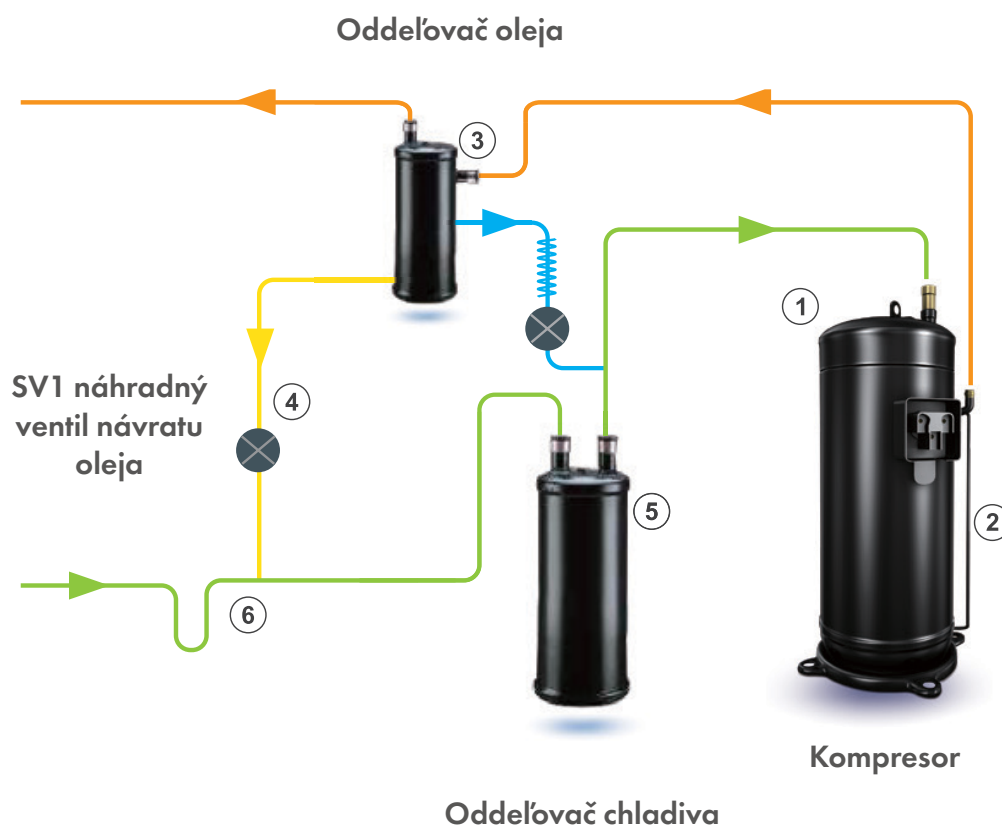 Oddeľovač oleja
3
1
SV1 náhradný
ventil návratu
oleja
4
5
2
6
Kompresor
Oddeľovač chladiva